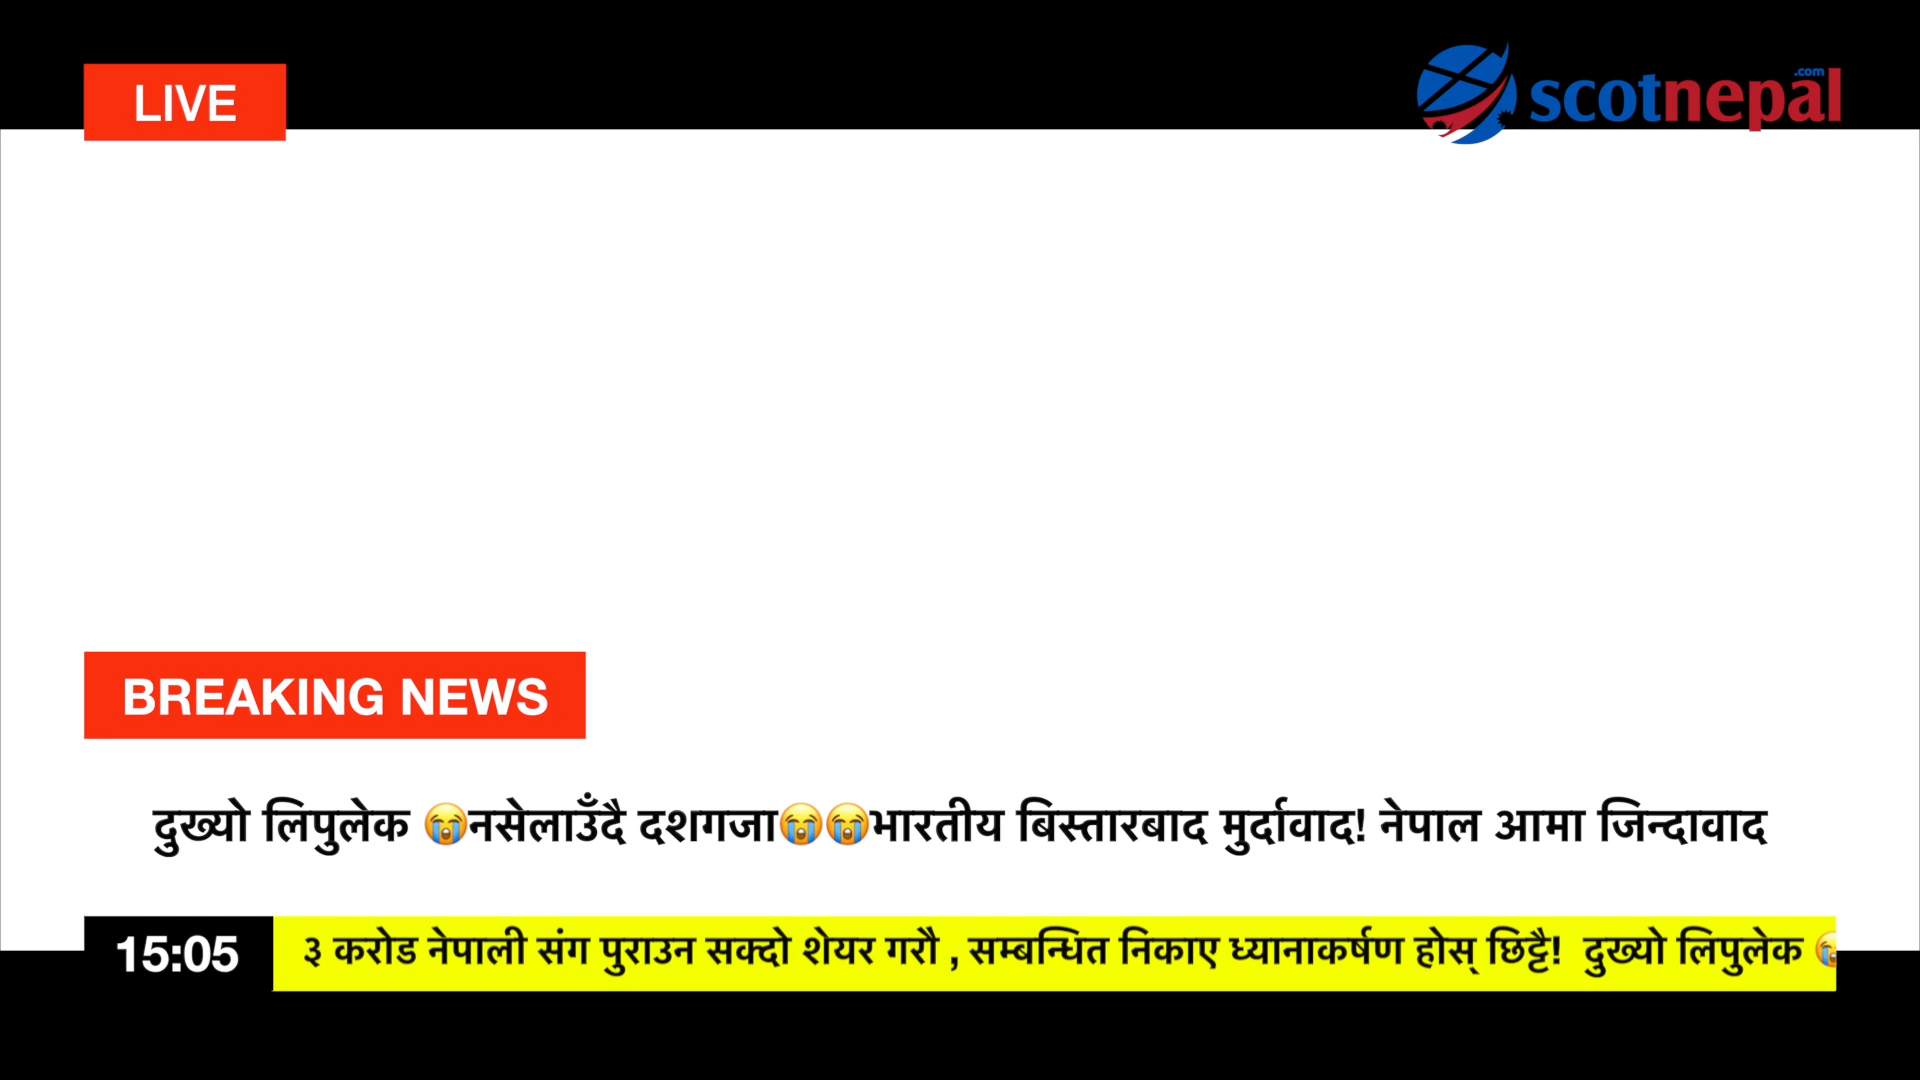 LIVE
scotnepal.com
BREAKING NEWS
दुख्यो लिपुलेक 😭नसेलाउँदै दशगजा😭😭भारतीय बिस्तारबाद मुर्दावाद! नेपाल आमा जिन्दावाद
15:05
३ करोड नेपाली संग पुराउन सक्दो शेयर गरौ , सम्बन्धित निकाए ध्यानाकर्षण होस् छिट्टै! दुख्यो लिपुलेक 😭